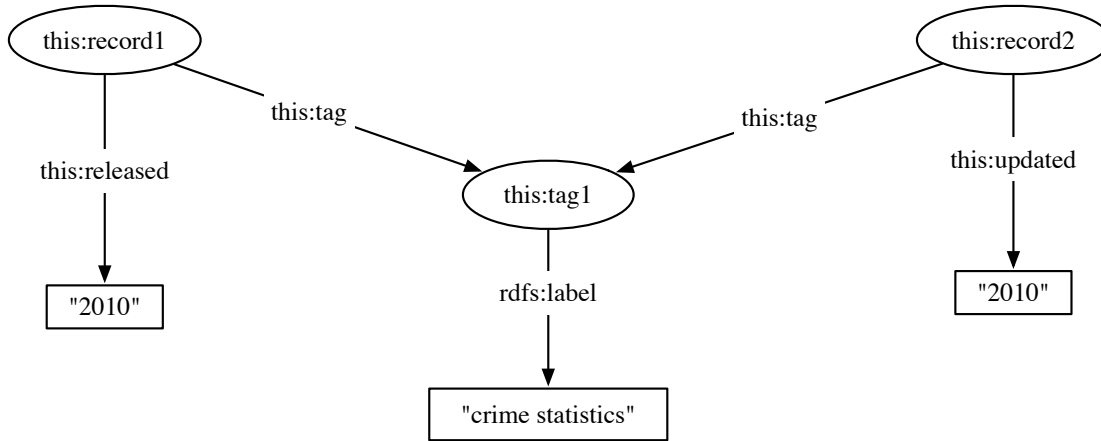 this:record1
this:record2
this:tag
this:tag
this:released
this:updated
this:tag1
"2010"
rdfs:label
"2010"
"crime statistics"